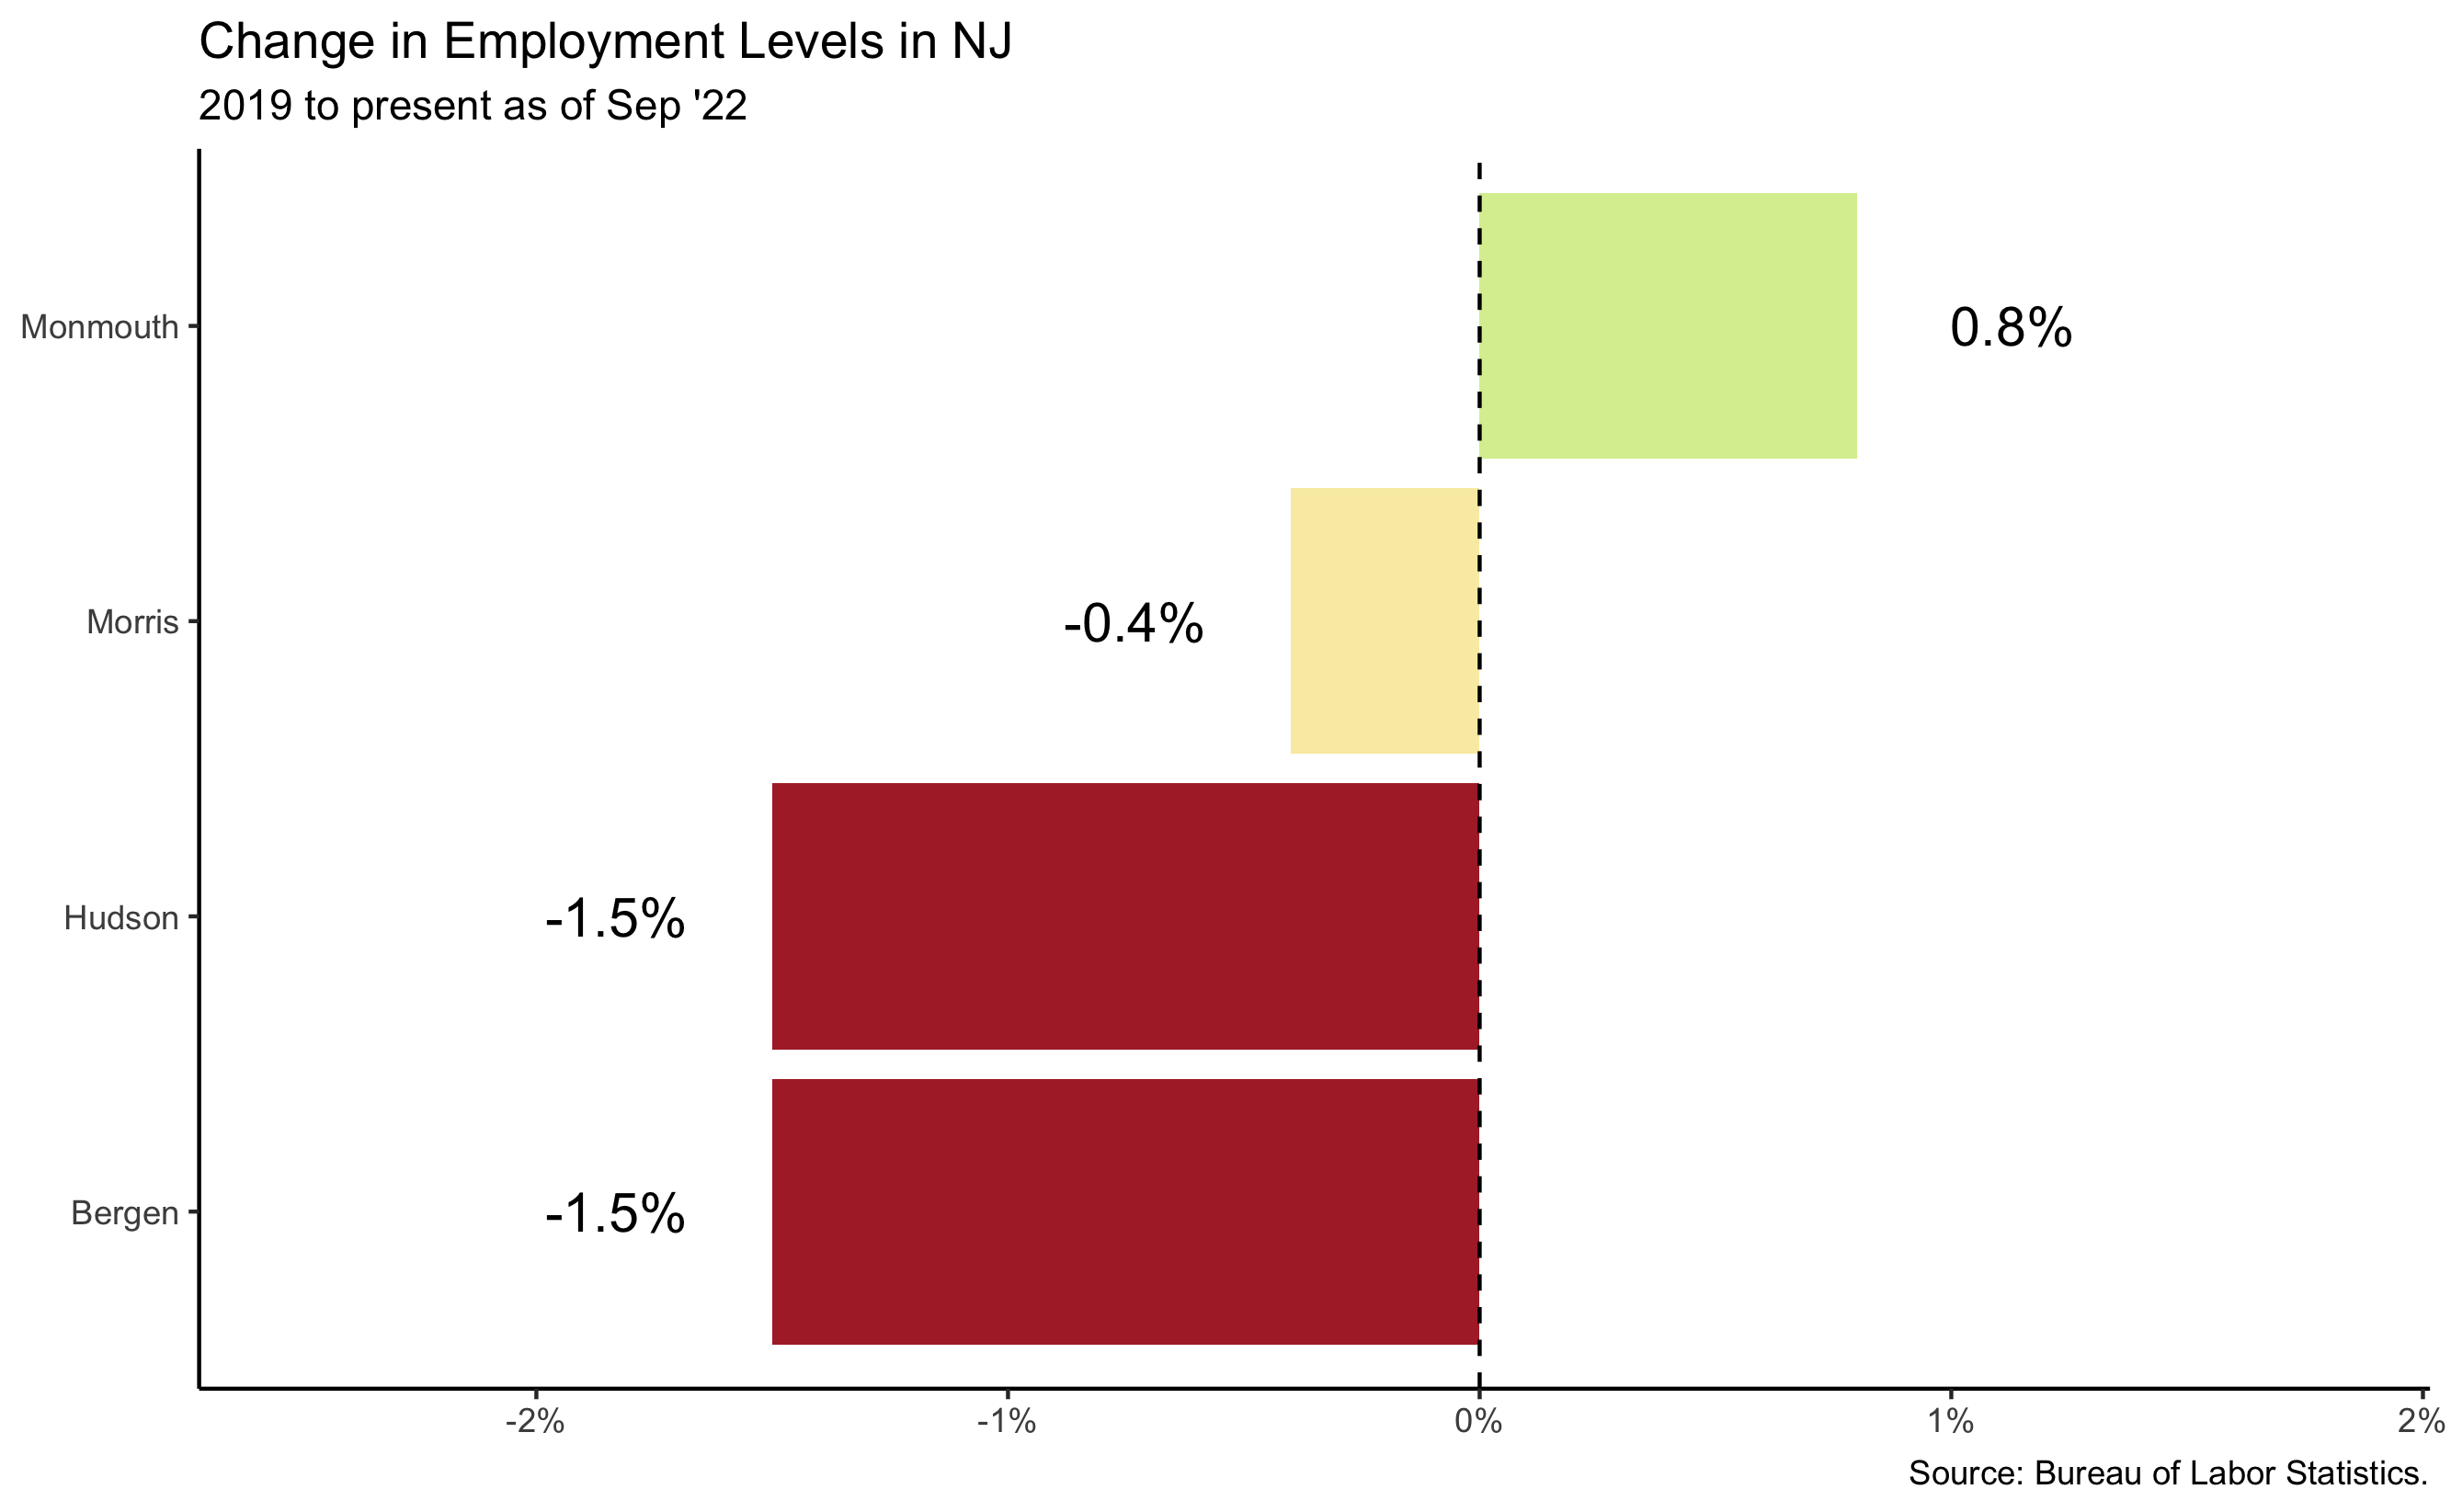 Change in Employment Levels in NJ
2019 to present as of Sep '22
Monmouth
0.8%
Morris
-0.4%
Hudson
-1.5%
Bergen
-1.5%
-2% -1% 0% 1% 2%
Source: Bureau of Labor Statistics.